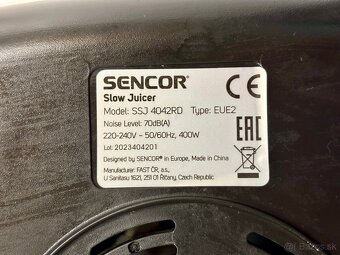 SENCOR®
Slow Juicer
Model: SSJ 4042RD Type: EUE2
Noise Level: 70dB(A)
220-240V ~ 50/60Hz, 400W
Lot: 2023404201
Designed by SENCOR® in Europe, Made in China
Manufacturer: FAST ČR, a.s.,
U Sanitasu 1621, 251 01 Říčany, Czech Republic
CE
EAC
Bazos.sk